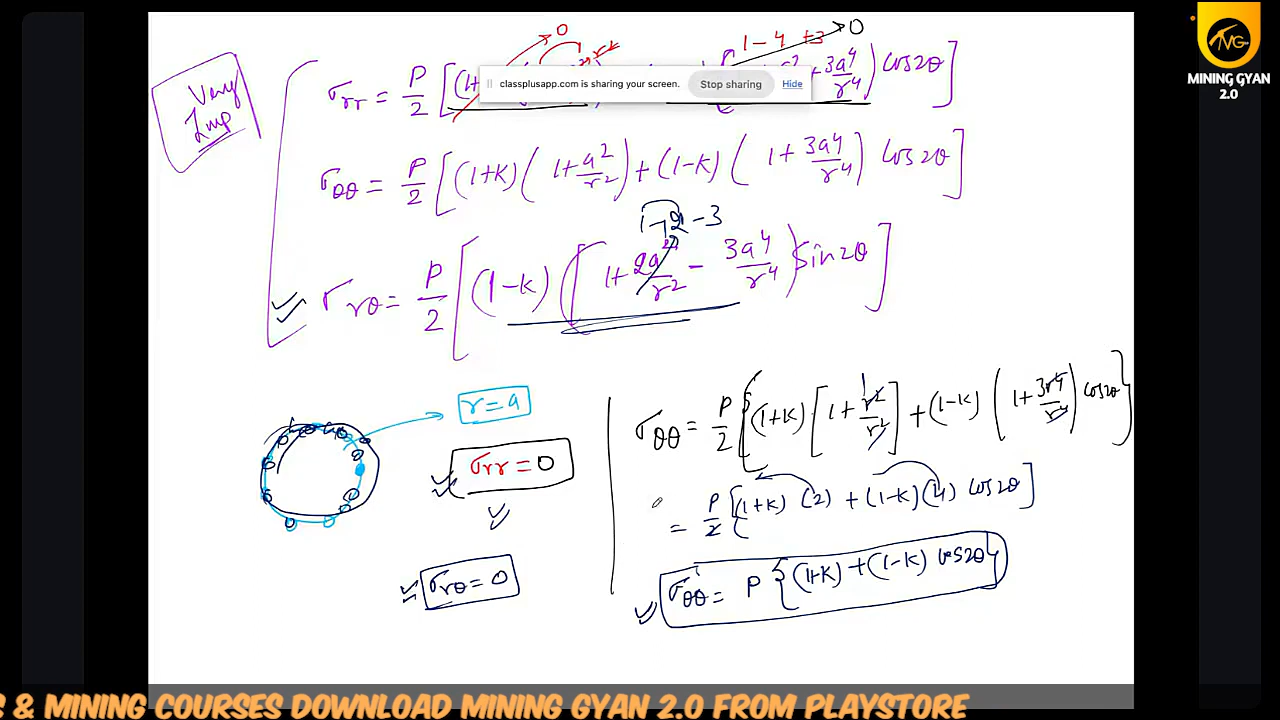 Very
Imp
0
1-4+3
0
σrr = P/2 [(1+ +3a⁴/r⁴) cos2θ]
classplusapp.com is sharing your screen. Stop sharing Hide
MINING GYAN
2.0
σθθ = P/2 [(1+K)(1+a²/r²)+(1-K)(1+3a⁴/r⁴) cos2θ]
1+2-3
σrθ = P/2 [(1-K)(1+2a²/r² - 3a⁴/r⁴) sin2θ]
r=a
σrr = 0
σrθ = 0
σθθ = P/2 {(1+K)[1+r²/r²]+(1-K)(1+3r⁴/r⁴) cos2θ}
= P/2 [(1+K)(2)+(1-K)(4) cos2θ]
σθθ = P {(1+K)+(1-K) cos2θ}
S & MINING COURSES DOWNLOAD MINING GYAN 2.0 FROM PLAYSTORE